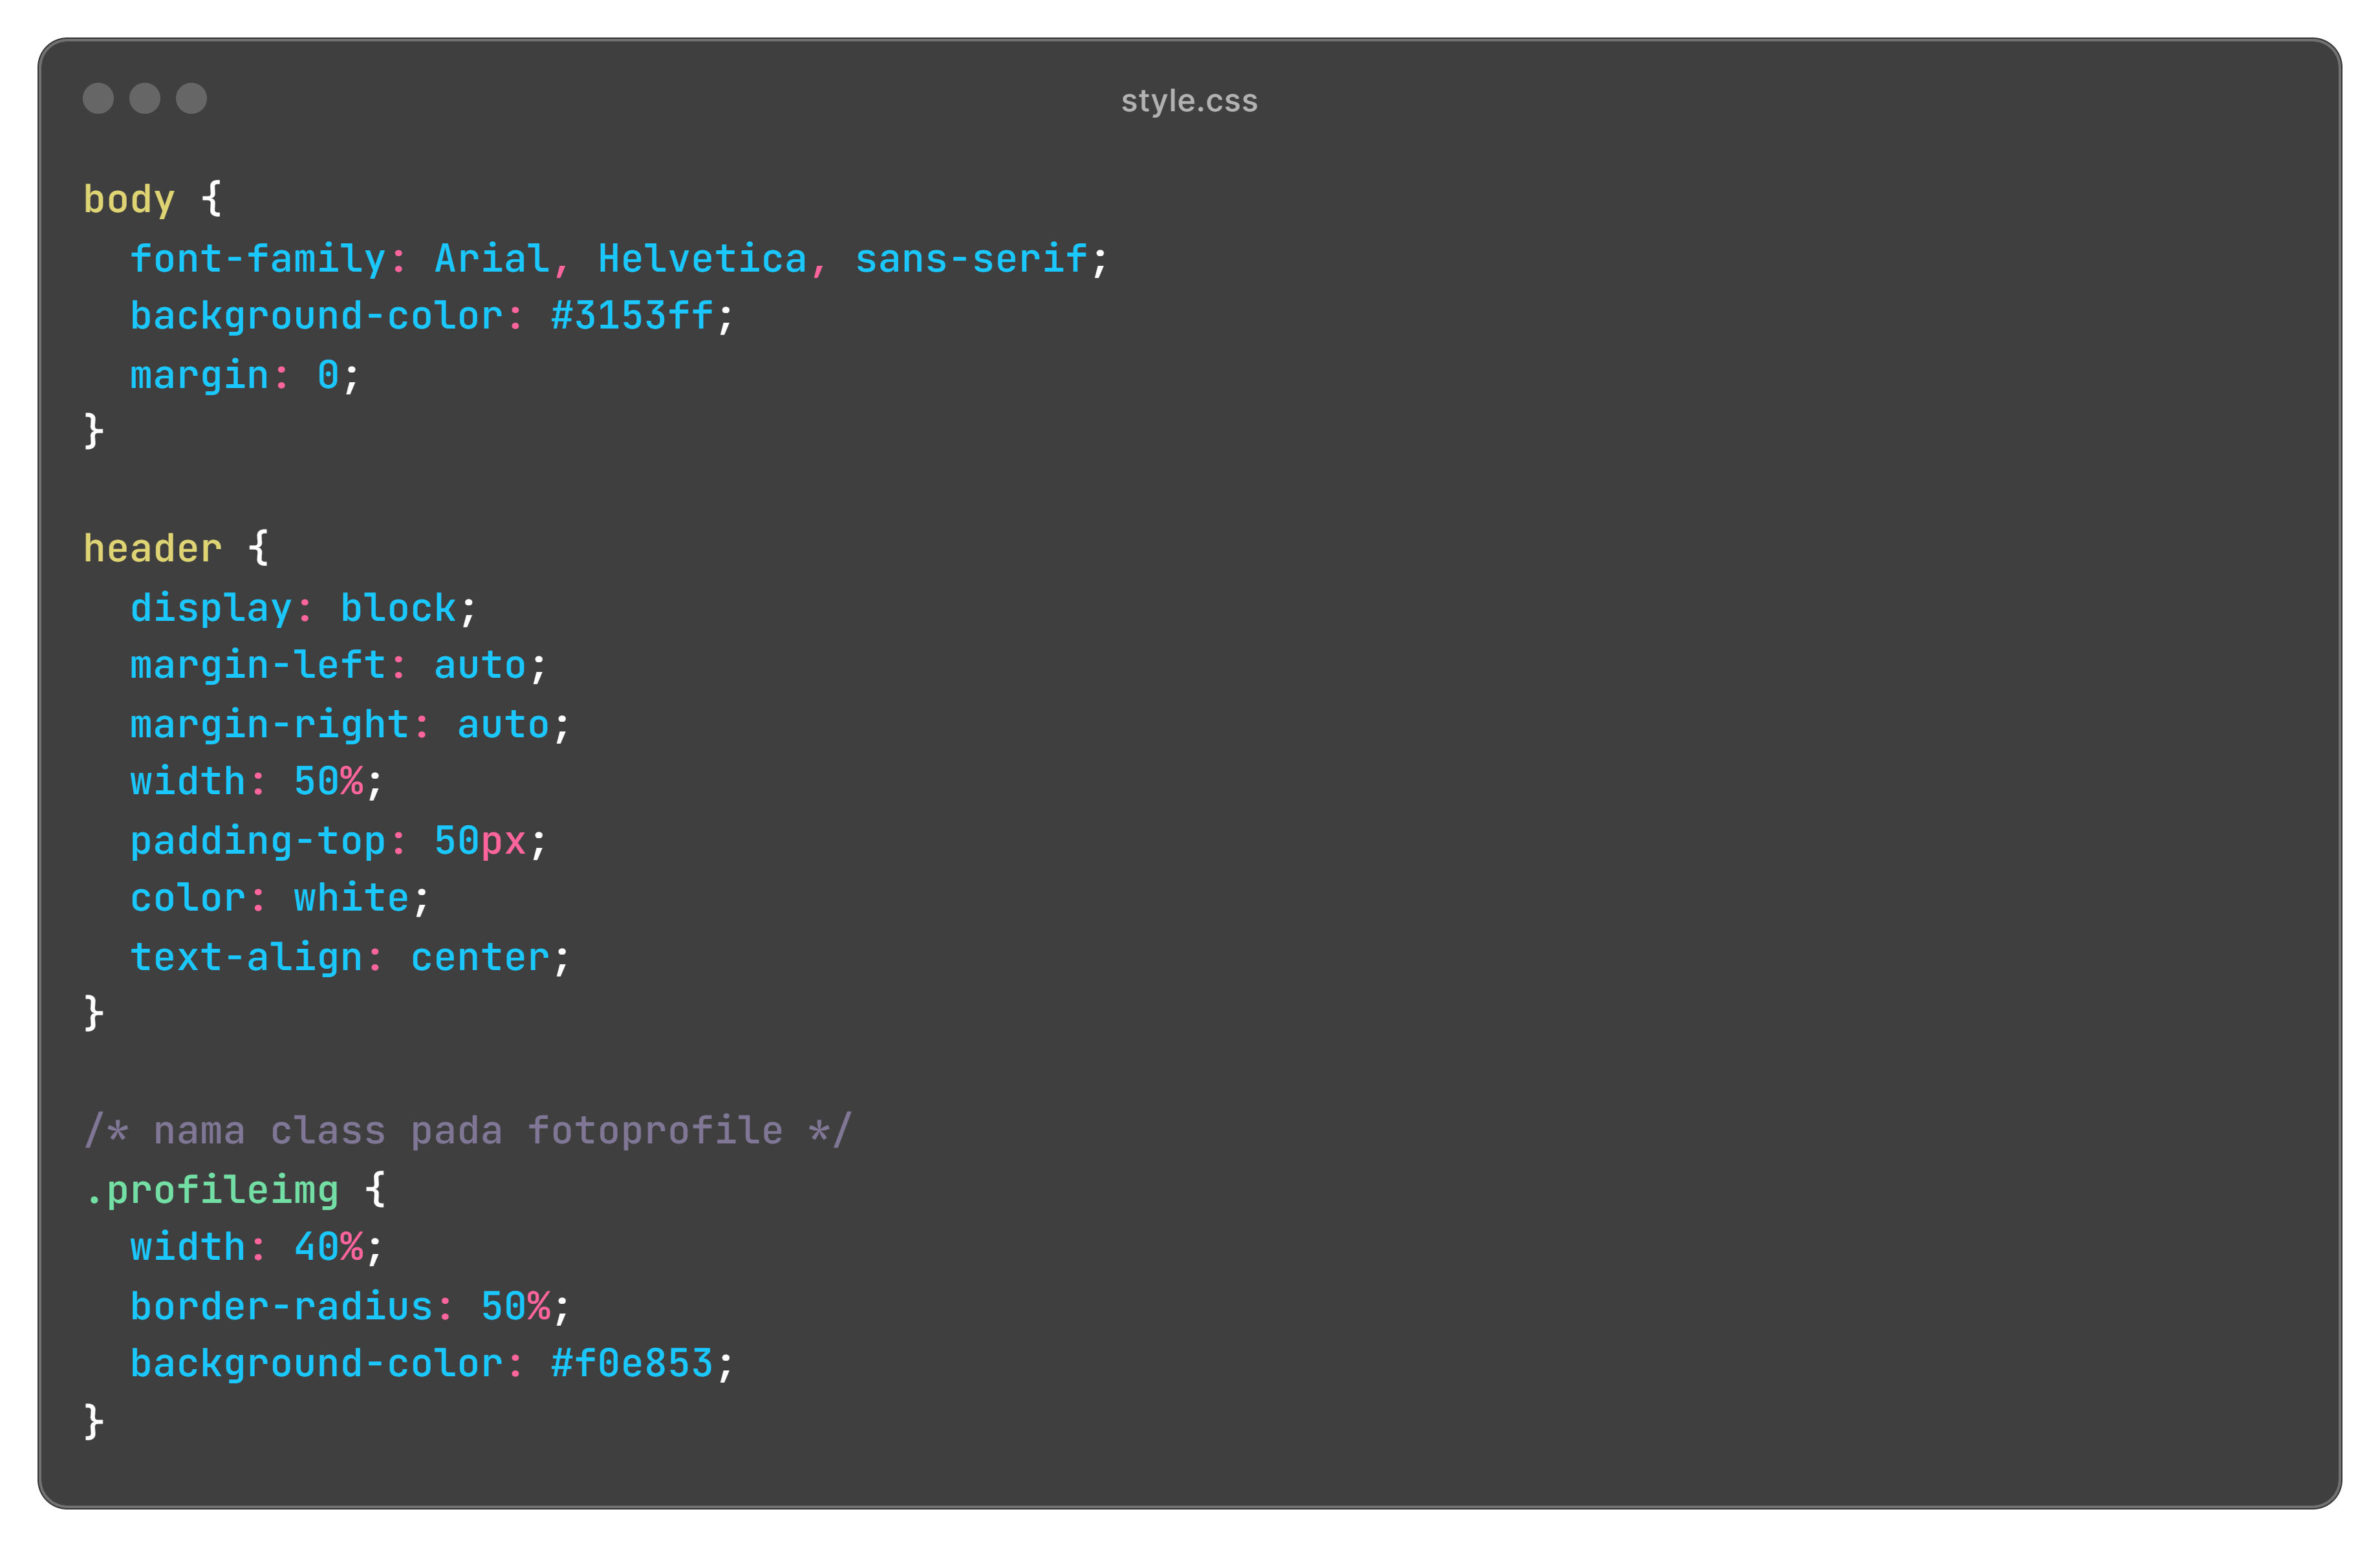 style.css
body {
  font-family: Arial, Helvetica, sans-serif;
  background-color: #3153ff;
  margin: 0;
}
header {
  display: block;
  margin-left: auto;
  margin-right: auto;
  width: 50%;
  padding-top: 50px;
  color: white;
  text-align: center;
}
/* nama class pada fotoprofile */
.profileimg {
  width: 40%;
  border-radius: 50%;
  background-color: #f0e853;
}